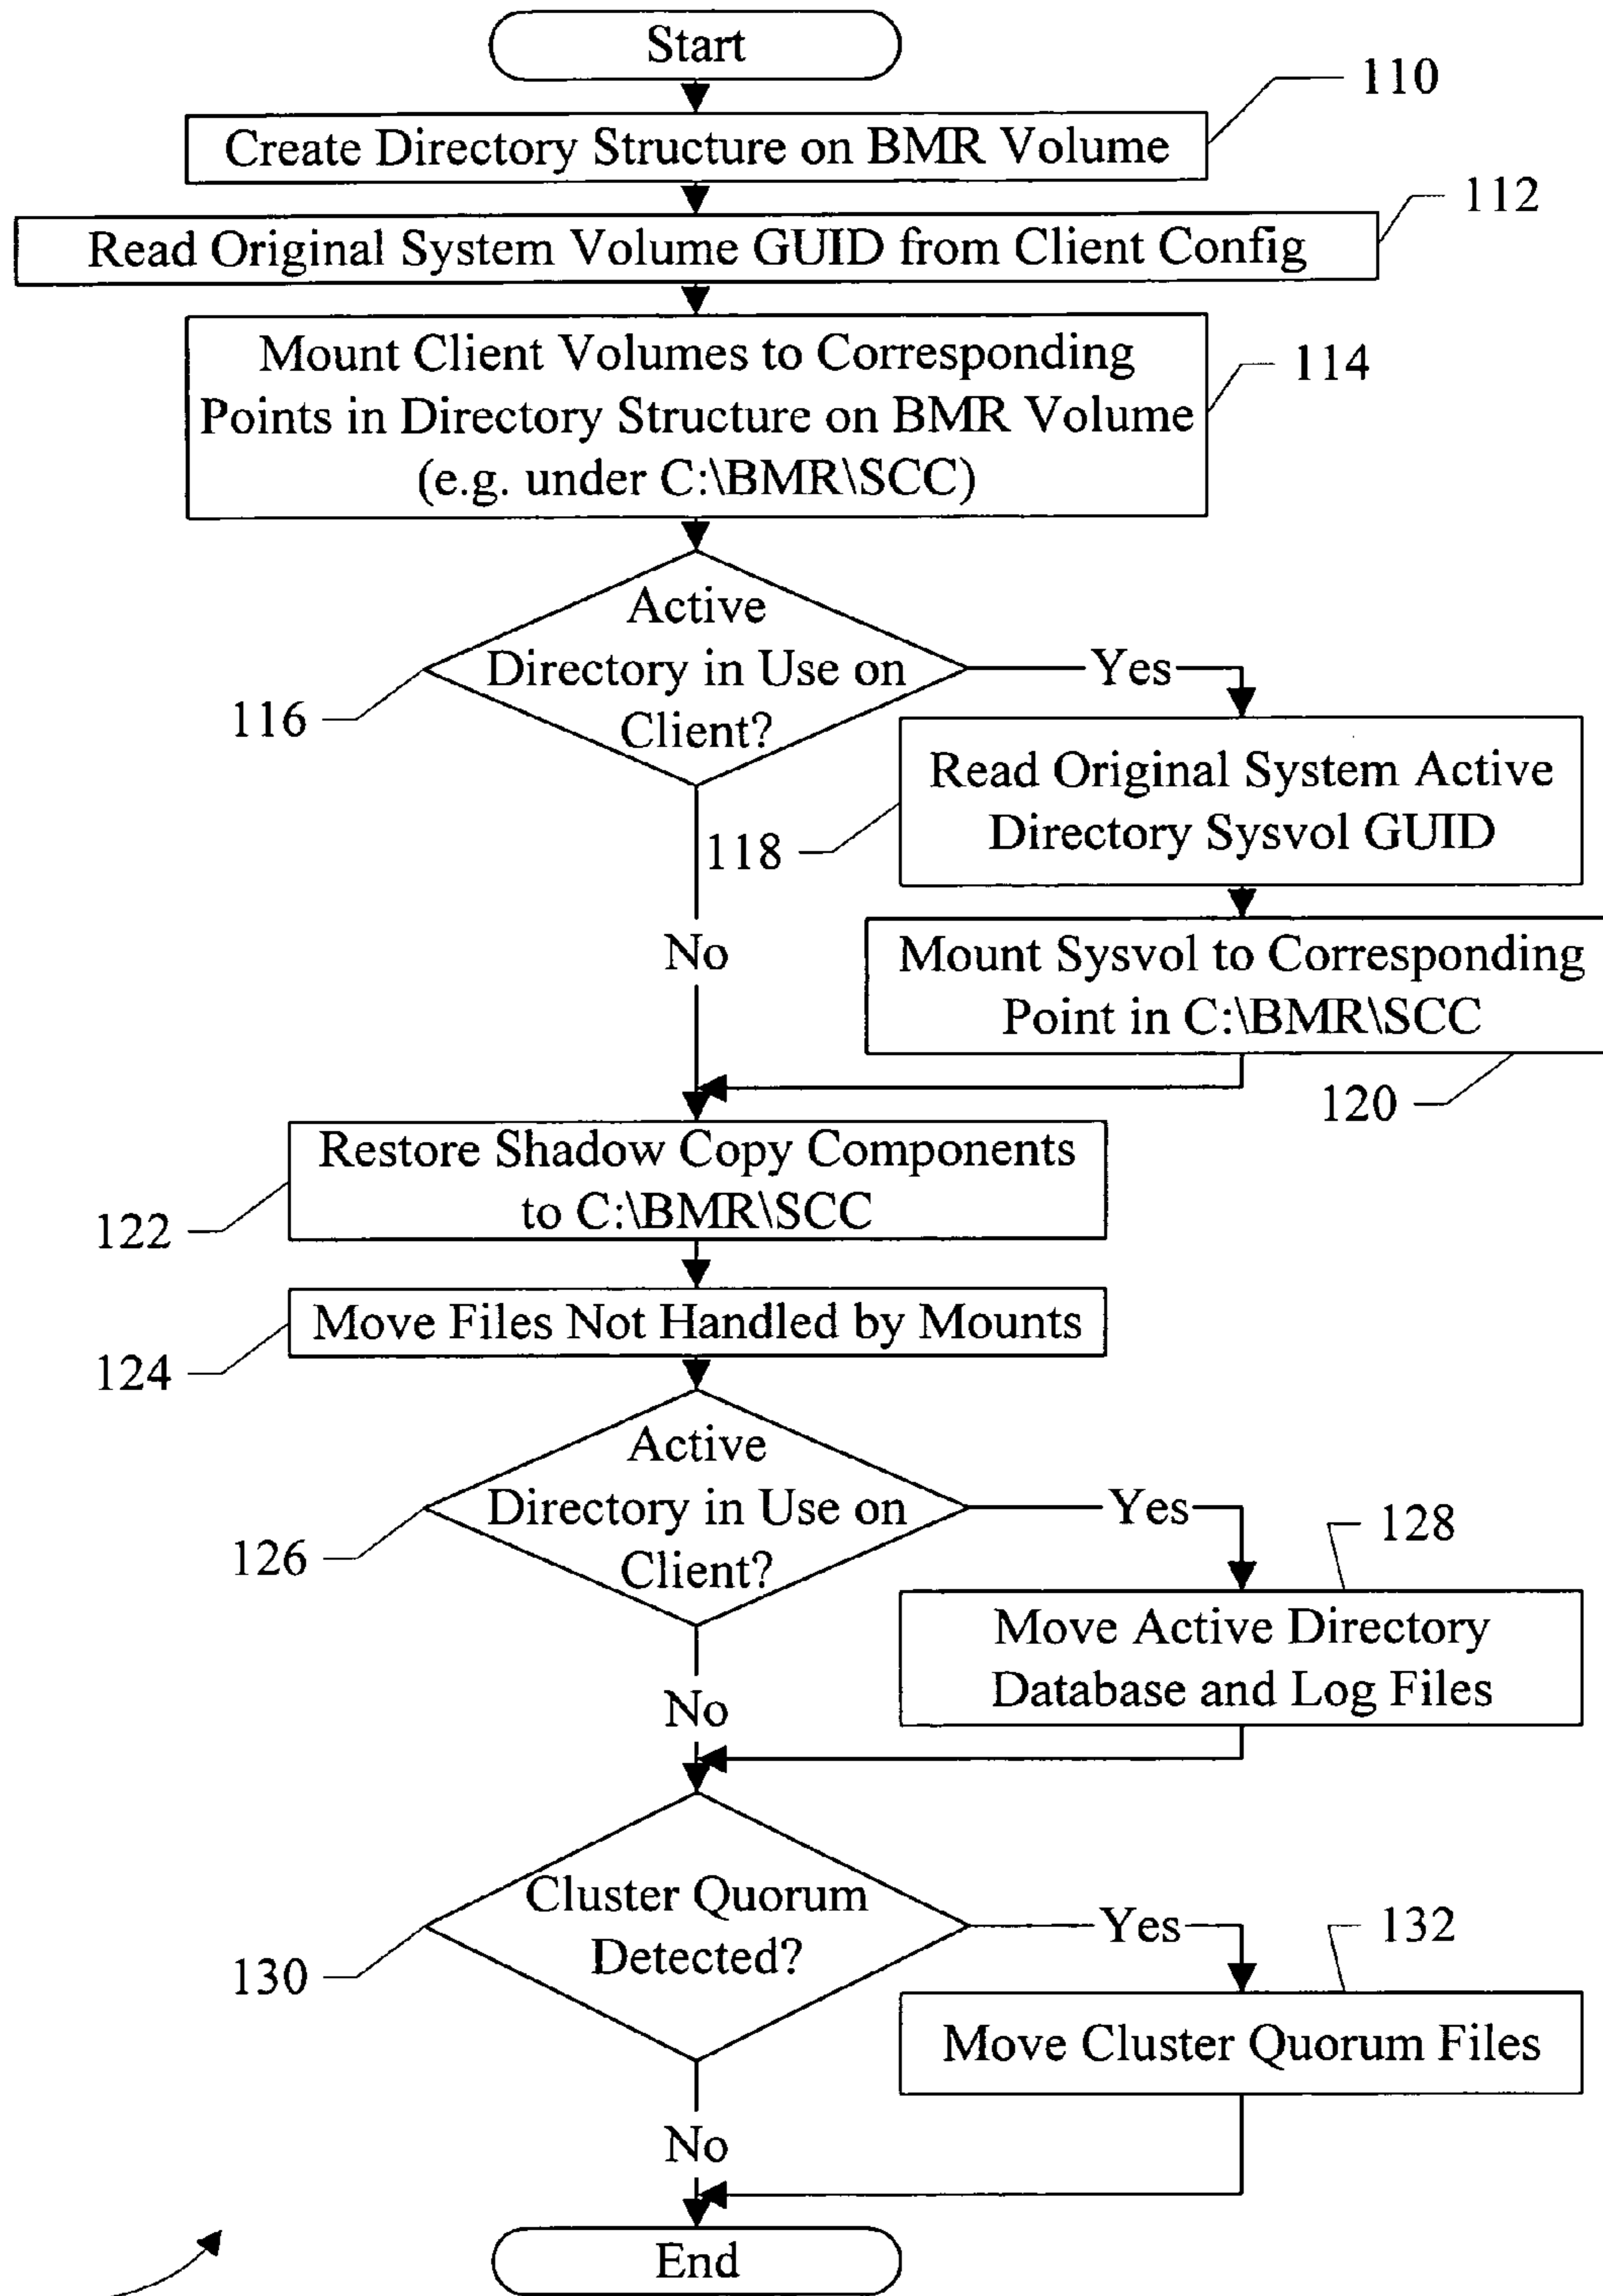 Start
110
Create Directory Structure on BMR Volume
112
Read Original System Volume GUID from Client Config
Mount Client Volumes to Corresponding
Points in Directory Structure on BMR Volume
(e.g. under C:\BMR\SCC)
114
Active
Directory in Use on
Client?
116
Yes
Read Original System Active
Directory Sysvol GUID
118
No
Mount Sysvol to Corresponding
Point in C:\BMR\SCC
120
Restore Shadow Copy Components
to C:\BMR\SCC
122
Move Files Not Handled by Mounts
124
Active
Directory in Use on
Client?
126
Yes
128
Move Active Directory
Database and Log Files
No
Cluster Quorum
Detected?
130
Yes
132
Move Cluster Quorum Files
No
End